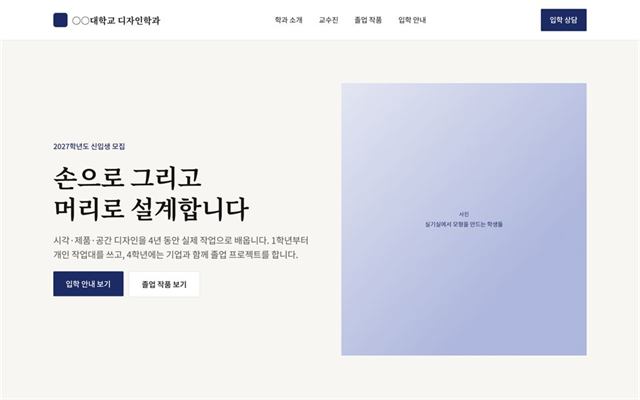 ○○대학교 디자인학과
학과 소개
교수진
졸업 작품
입학 안내
입학 상담
2027학년도 신입생 모집
손으로 그리고
머리로 설계합니다
시각·제품·공간 디자인을 4년 동안 실제 작업으로 배웁니다. 1학년부터
개인 작업대를 쓰고, 4학년에는 기업과 함께 졸업 프로젝트를 합니다.
입학 안내 보기
졸업 작품 보기
사진
실기실에서 모형을 만드는 학생들